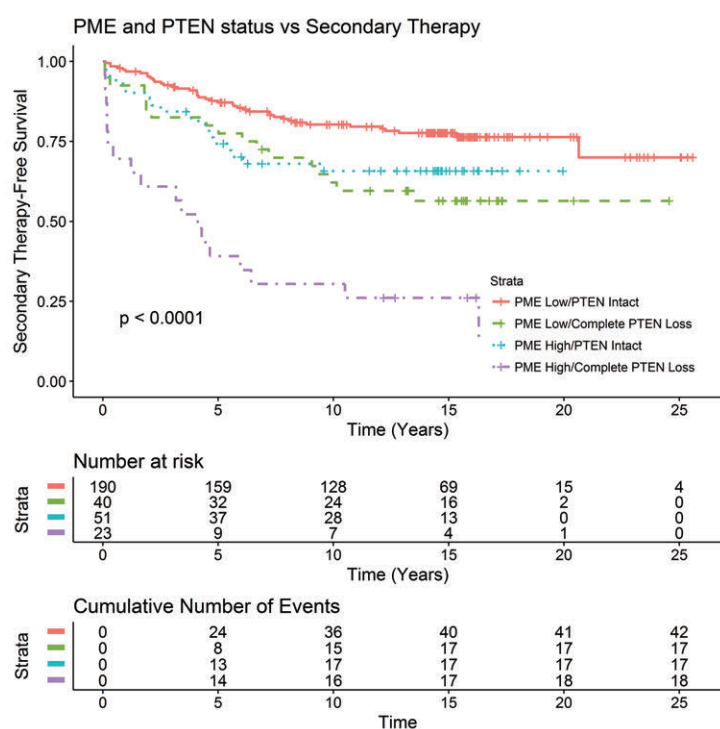 PME and PTEN status vs Secondary Therapy
Secondary Therapy-Free Survival
1.00
0.75
0.50
0.25
0.00
p < 0.0001
Strata
PME Low/PTEN Intact
PME Low/Complete PTEN Loss
PME High/PTEN Intact
PME High/Complete PTEN Loss
0 5 10 15 20 25
Time (Years)
Number at risk
Strata
190 159 128 69 15 4
40 32 24 16 2 0
51 37 28 13 0 0
23 9 7 4 1 0
0 5 10 15 20 25
Time (Years)
Cumulative Number of Events
Strata
0 24 36 40 41 42
0 8 15 17 17 17
0 13 17 17 17 17
0 14 16 17 18 18
0 5 10 15 20 25
Time